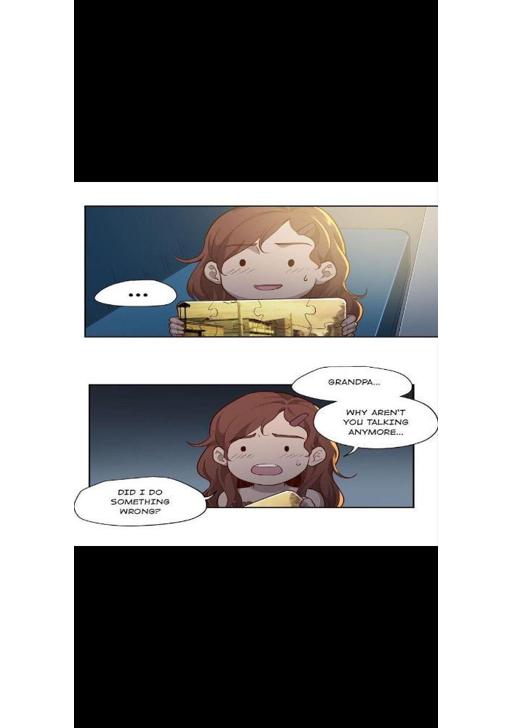 ...
GRANDPA...
WHY AREN'T
YOU TALKING
ANYMORE...
DID I DO
SOMETHING
WRONG?